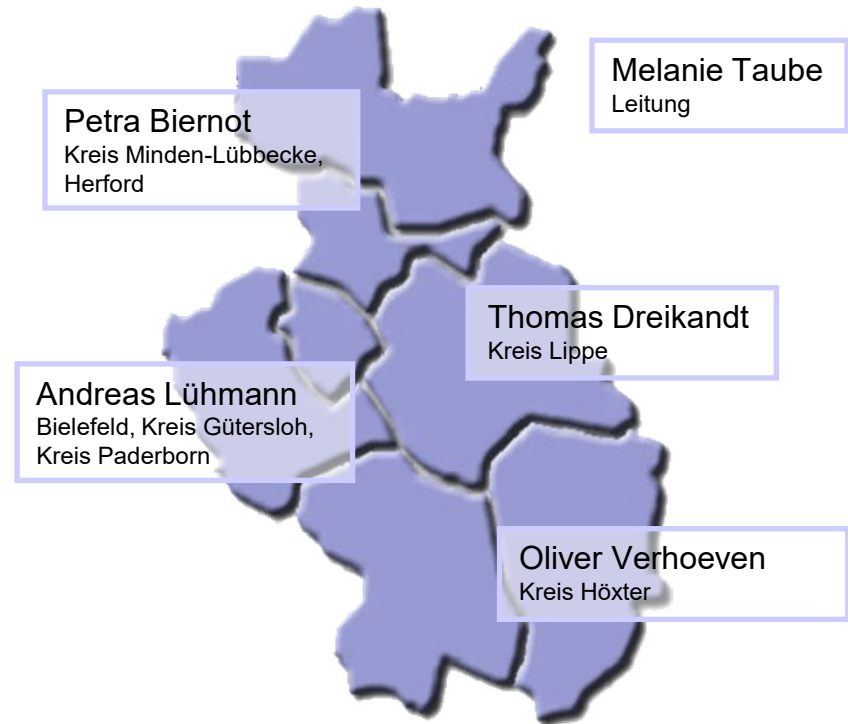 Melanie Taube
Leitung
Petra Biernot
Kreis Minden-Lübbecke,
Herford
Thomas Dreikandt
Kreis Lippe
Andreas Lühmann
Bielefeld, Kreis Gütersloh,
Kreis Paderborn
Oliver Verhoeven
Kreis Höxter